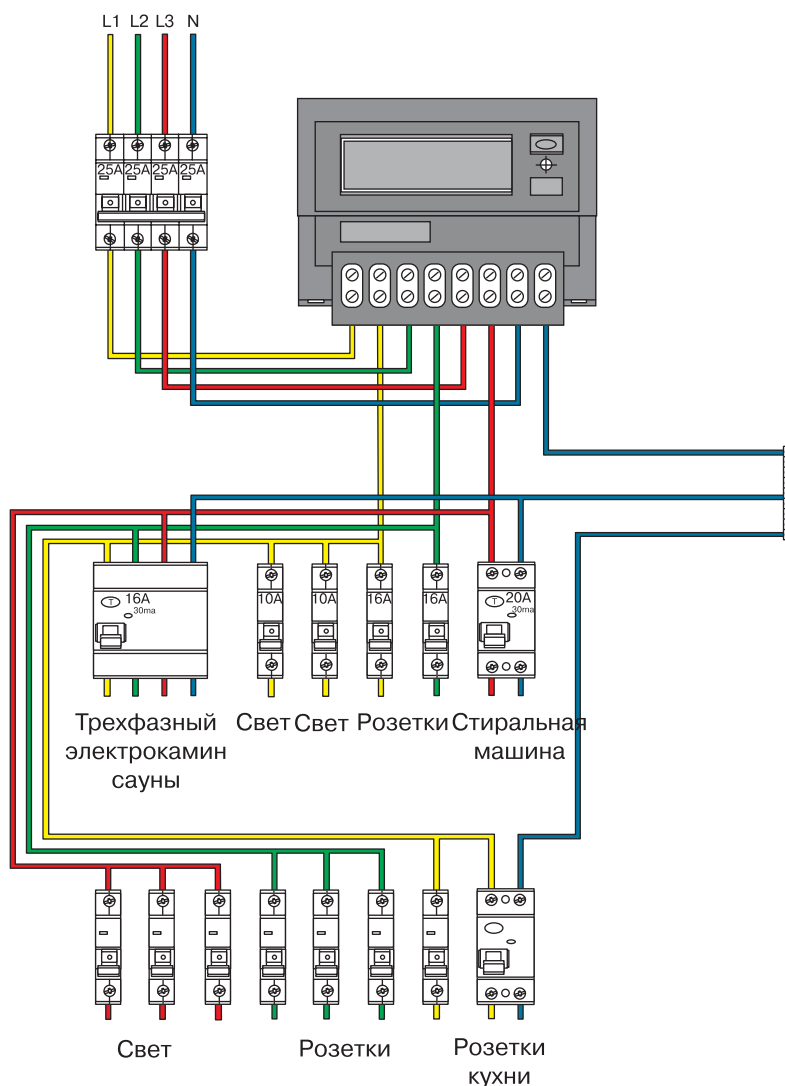 L1 L2 L3 N
25A 25A 25A 25A
T 16A
30ma
10A
10A
16A
16A
T 20A
30ma
Трехфазный
электрокамин
сауны
Свет
Свет
Розетки
Стиральная
машина
Свет
Розетки
Розетки
кухни